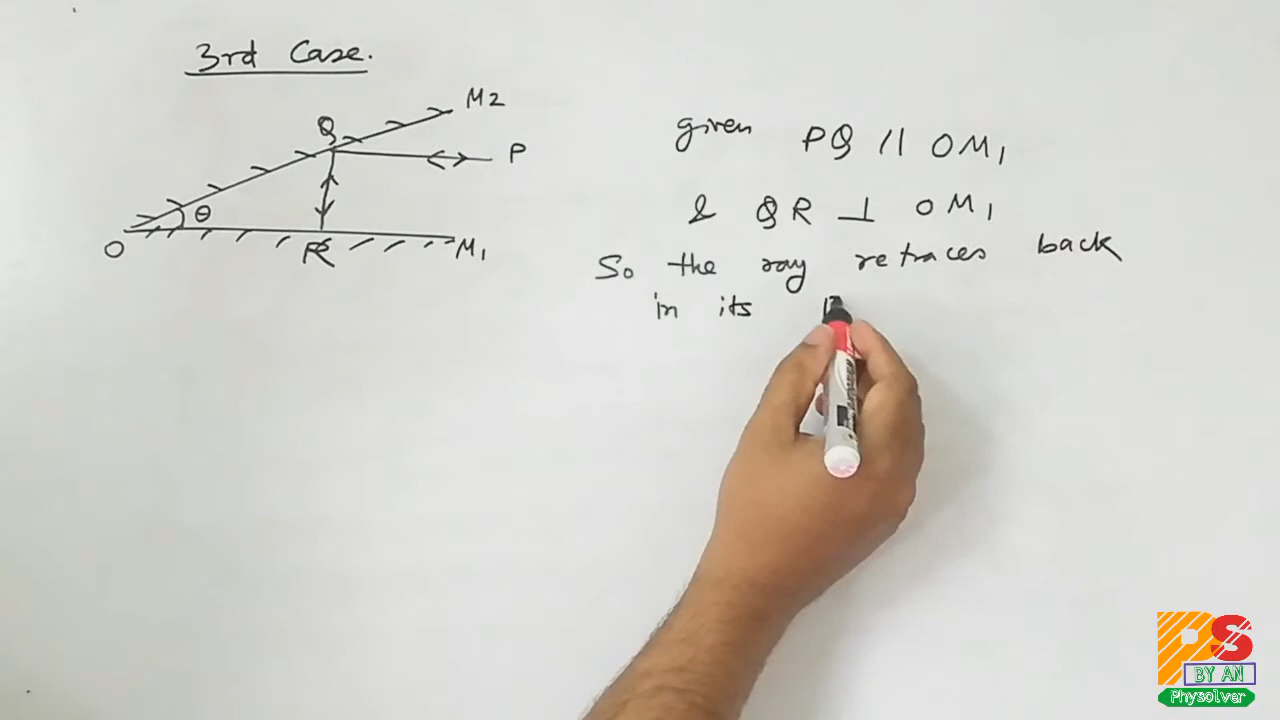 3rd Case.
M2
Q
P
θ
O
R
M1
given PQ || OM1
& QR ⊥ OM1
So the ray retraces back
in its
PS
BY AN
Physolver